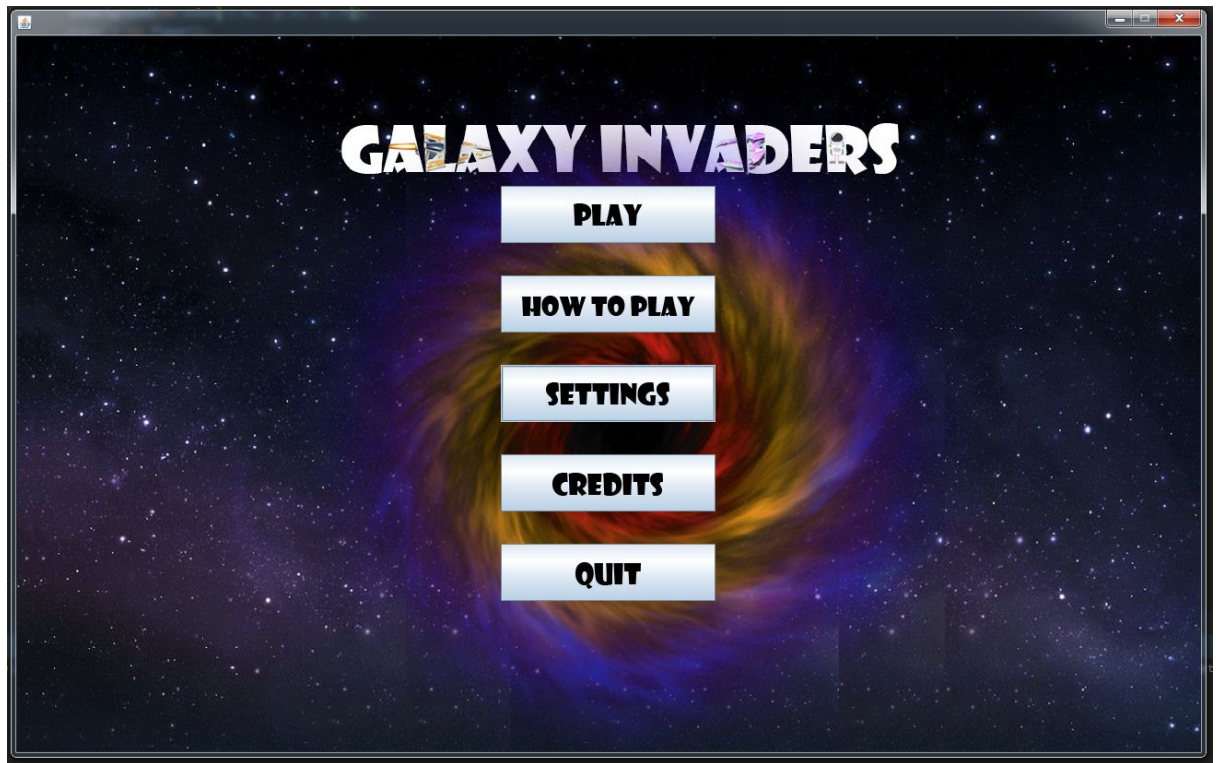 GALAXY INVADERS
PLAY
HOW TO PLAY
SETTINGS
CREDITS
QUIT